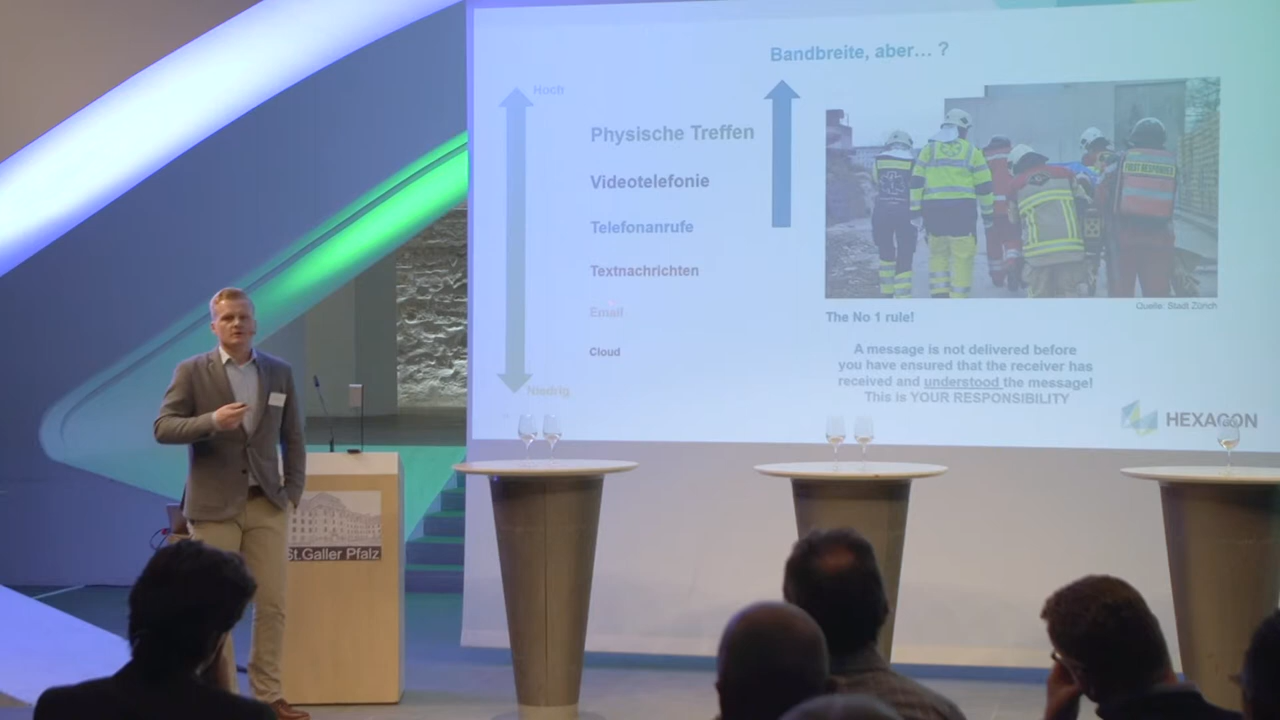 Bandbreite, aber... ?
Hoch
Physische Treffen
Videotelefonie
Telefonanrufe
Textnachrichten
Email
Cloud
Niedrig
FIRST RESPONDER
Quelle: Stadt Zürich
The No 1 rule!
A message is not delivered before
you have ensured that the receiver has
received and understood the message!
This is YOUR RESPONSIBILITY
HEXAGON
St.Galler Pfalz